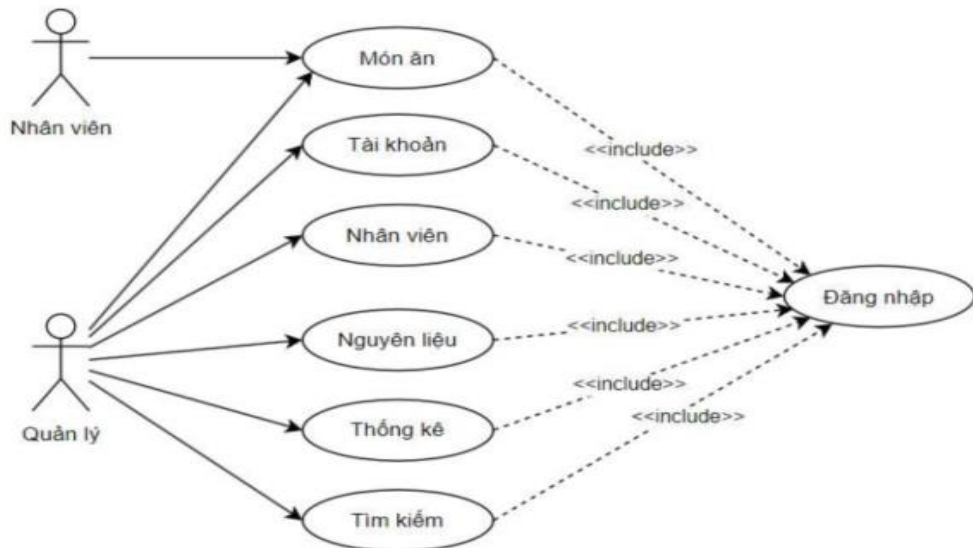 Món ăn
Nhân viên
<<include>>
Tài khoản
<<include>>
Nhân viên
<<include>>
Đăng nhập
Nguyên liệu
<<include>>
<<include>>
Quản lý
Thống kê
<<include>>
Tìm kiếm